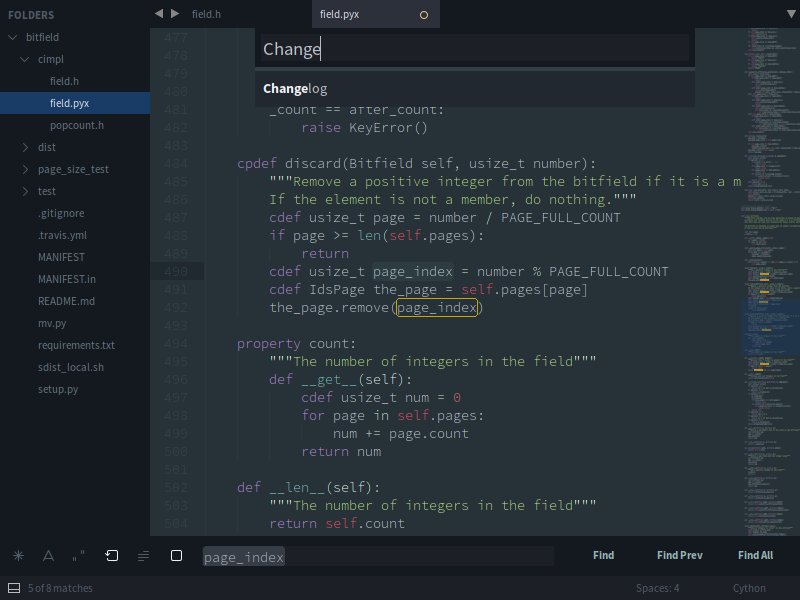 FOLDERS
bitfield
cimpl
field.h
field.pyx
popcount.h
dist
page_size_test
test
.gitignore
.travis.yml
MANIFEST
MANIFEST.in
README.md
mv.py
requirements.txt
sdist_local.sh
setup.py
field.h
field.pyx
Change
Changelog
477
478
479
480
481 _count == after_count:
482 raise KeyError()
483
484 cpdef discard(Bitfield self, usize_t number):
485 """Remove a positive integer from the bitfield if it is a m
486 If the element is not a member, do nothing."""
487 cdef usize_t page = number / PAGE_FULL_COUNT
488 if page >= len(self.pages):
489 return
490 cdef usize_t page_index = number % PAGE_FULL_COUNT
491 cdef IdsPage the_page = self.pages[page]
492 the_page.remove(page_index)
493
494 property count:
495 """The number of integers in the field"""
496 def __get__(self):
497 cdef usize_t num = 0
498 for page in self.pages:
499 num += page.count
500 return num
501
502 def __len__(self):
503 """The number of integers in the field"""
504 return self.count
page_index
Find
Find Prev
Find All
5 of 8 matches
Spaces: 4
Cython